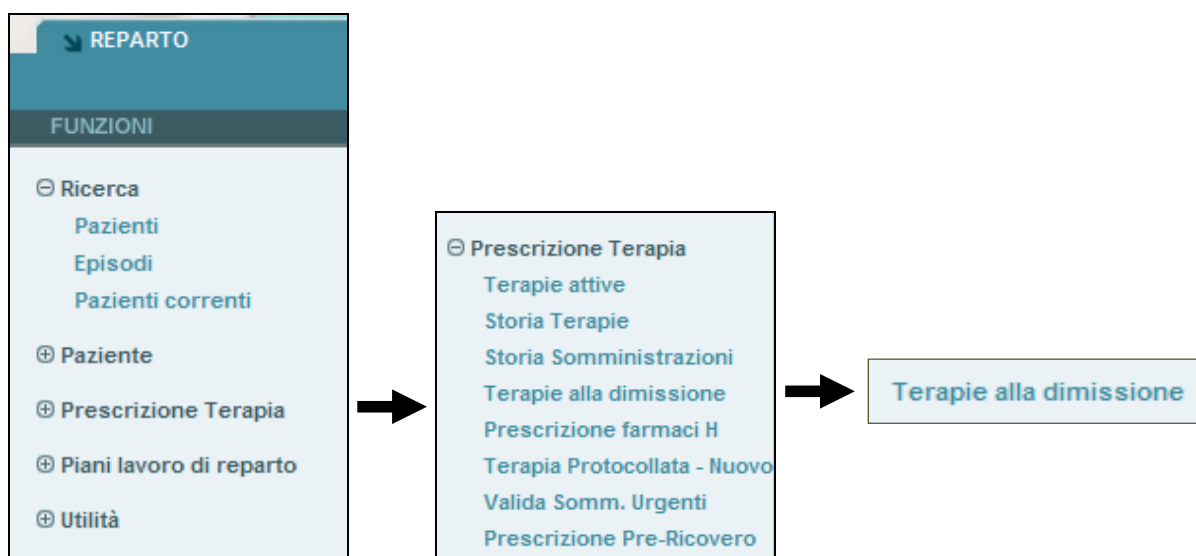 REPARTO
FUNZIONI
Ricerca
Pazienti
Episodi
Pazienti correnti
Paziente
Prescrizione Terapia
Piani lavoro di reparto
Utilità
Prescrizione Terapia
Terapie attive
Storia Terapie
Storia Somministrazioni
Terapie alla dimissione
Prescrizione farmaci H
Terapia Protocollata - Nuovo
Valida Somm. Urgenti
Prescrizione Pre-Ricovero
Terapie alla dimissione